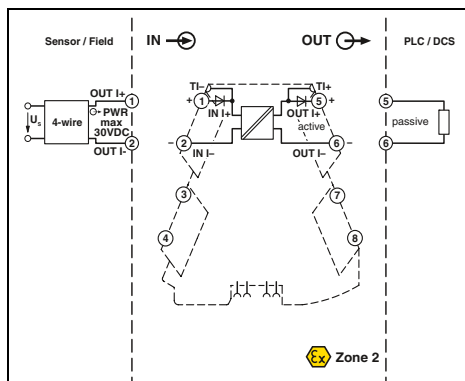 Sensor / Field
IN
OUT
PLC / DCS
OUT I+
TI–
TI+
1
1
5
5
+
IN I+
OUT I+
+
Us
4-wire
PWR
max
30VDC
active
passive
2
–
2
IN I–
OUT I–
6
–
6
OUT I-
3
7
4
8
Ex
Zone 2